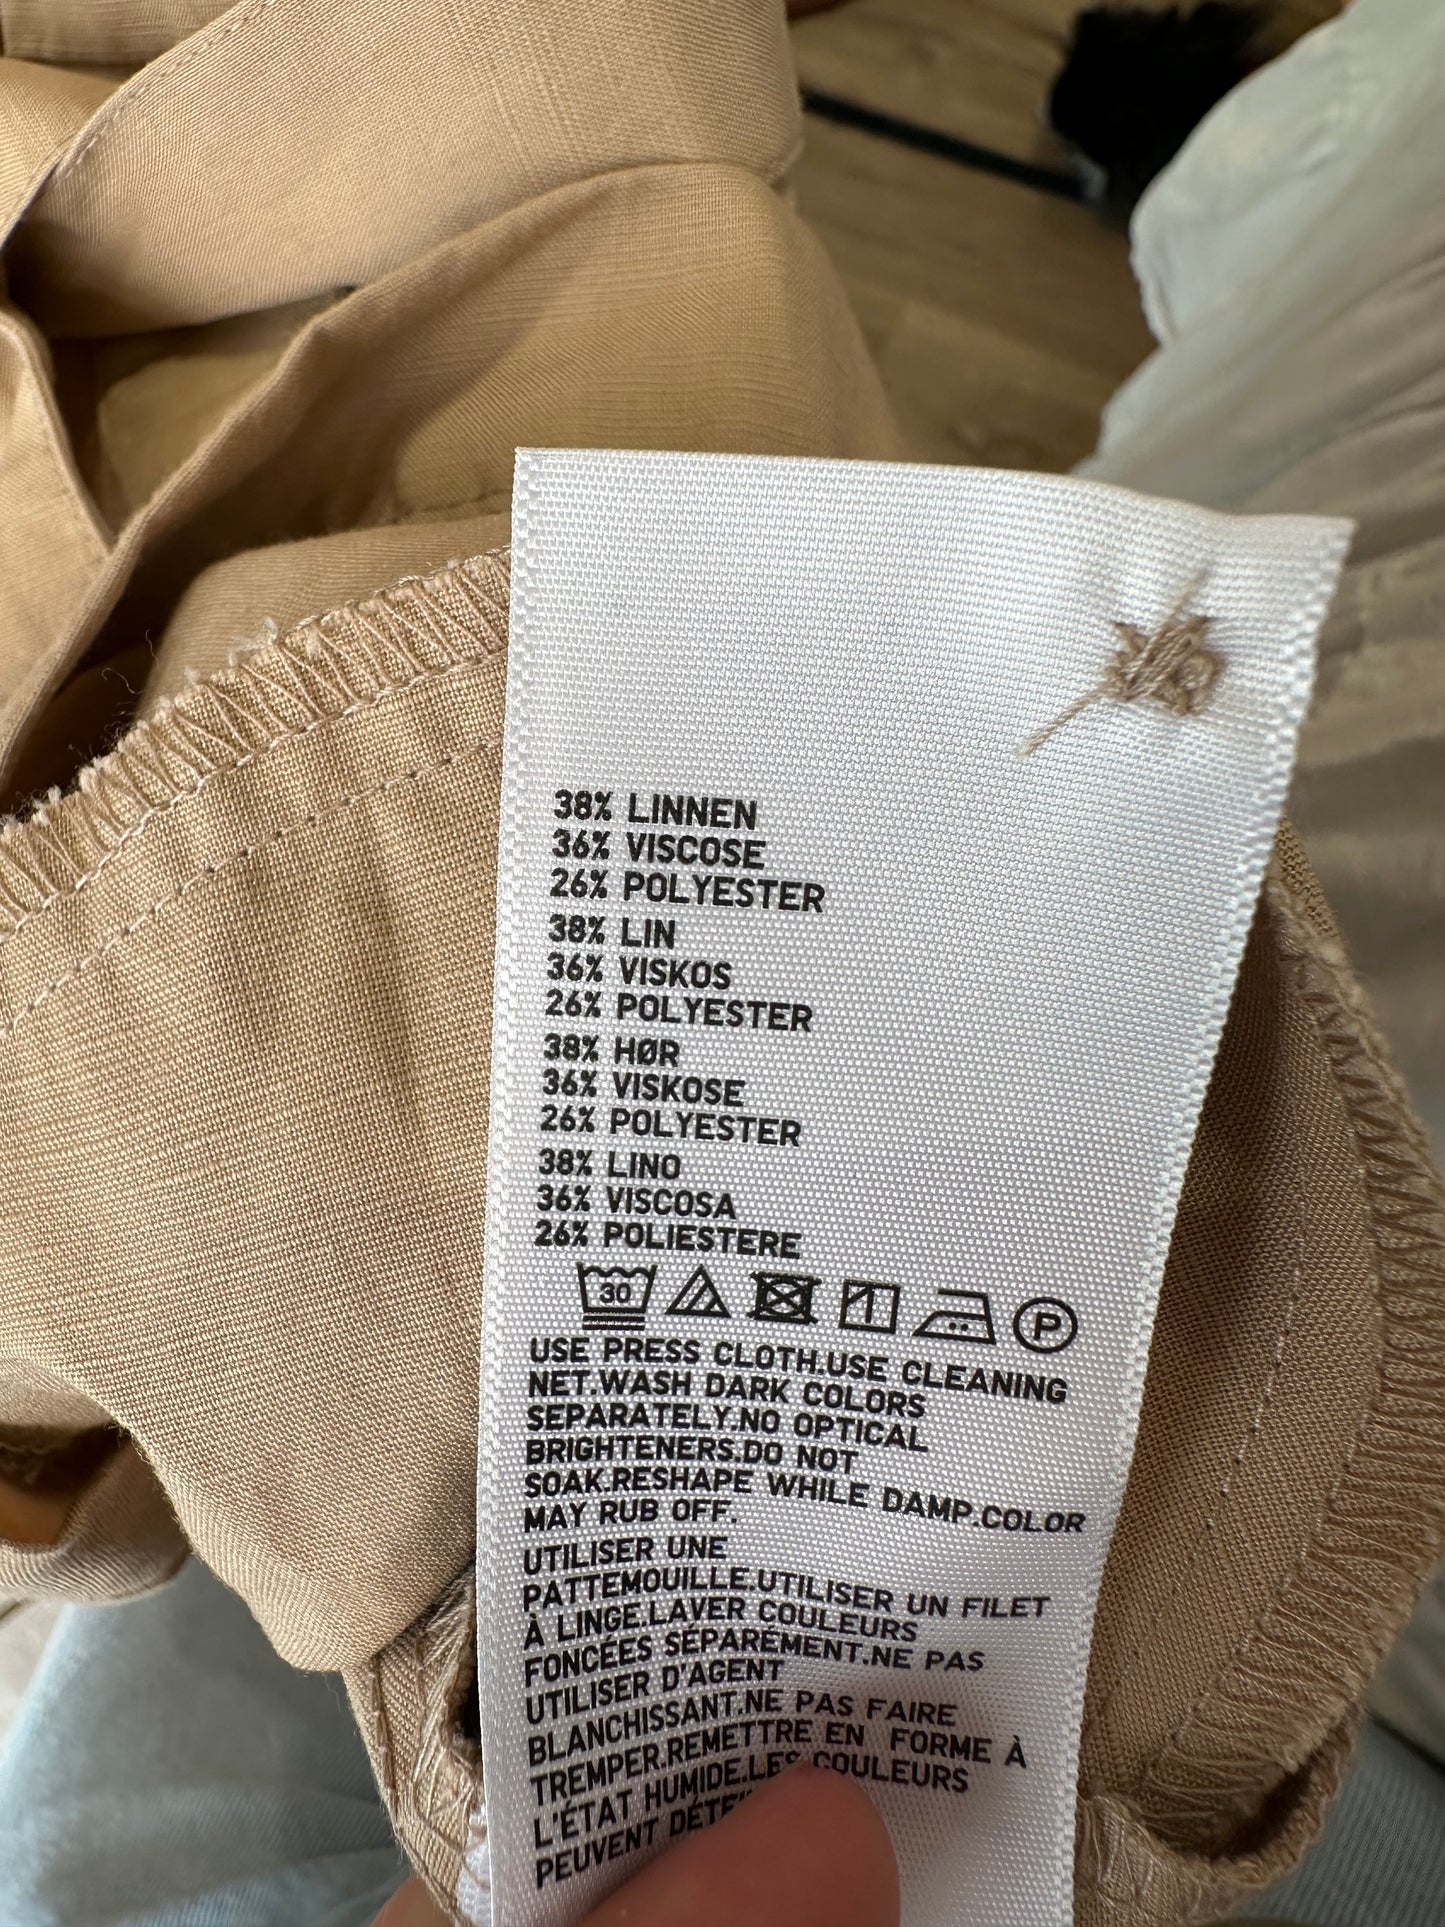 38% LINNEN
36% VISCOSE
26% POLYESTER
38% LIN
36% VISKOS
26% POLYESTER
38% HØR
36% VISKOSE
26% POLYESTER
38% LINO
36% VISCOSA
26% POLIESTERE
30 P
USE PRESS CLOTH.USE CLEANING
NET.WASH DARK COLORS
SEPARATELY.NO OPTICAL
BRIGHTENERS.DO NOT
SOAK.RESHAPE WHILE DAMP.COLOR
MAY RUB OFF.
UTILISER UNE
PATTEMOUILLE.UTILISER UN FILET
À LINGE.LAVER COULEURS
FONCÉES SÉPARÉMENT.NE PAS
UTILISER D'AGENT
BLANCHISSANT.NE PAS FAIRE
TREMPER.REMETTRE EN FORME À
L'ÉTAT HUMIDE.LES COULEURS
PEUVENT